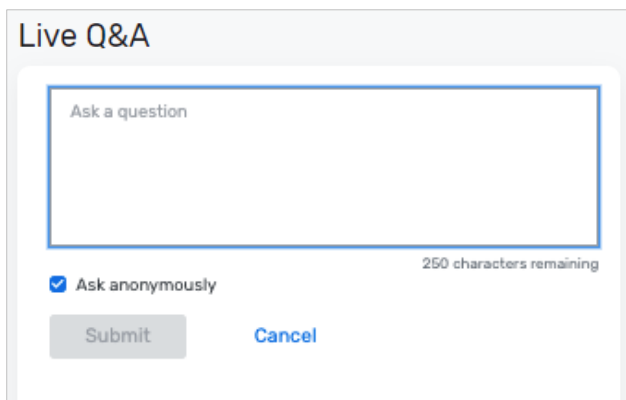 Live Q&A
Ask a question
250 characters remaining
Ask anonymously
Submit Cancel